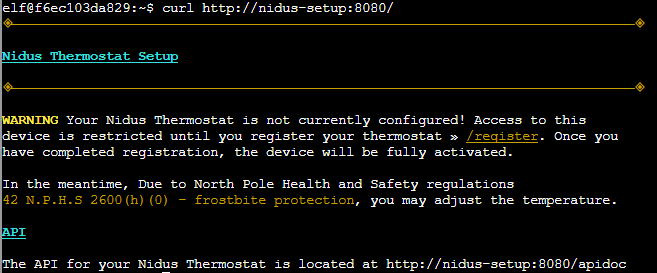 elf@f6ec103da829:~$ curl http://nidus-setup:8080/
Nidus Thermostat Setup
WARNING Your Nidus Thermostat is not currently configured! Access to this
device is restricted until you register your thermostat » /register. Once you
have completed registration, the device will be fully activated.
In the meantime, Due to North Pole Health and Safety regulations
42 N.P.H.S 2600(h)(0) - frostbite protection, you may adjust the temperature.
API
The API for your Nidus Thermostat is located at http://nidus-setup:8080/apidoc